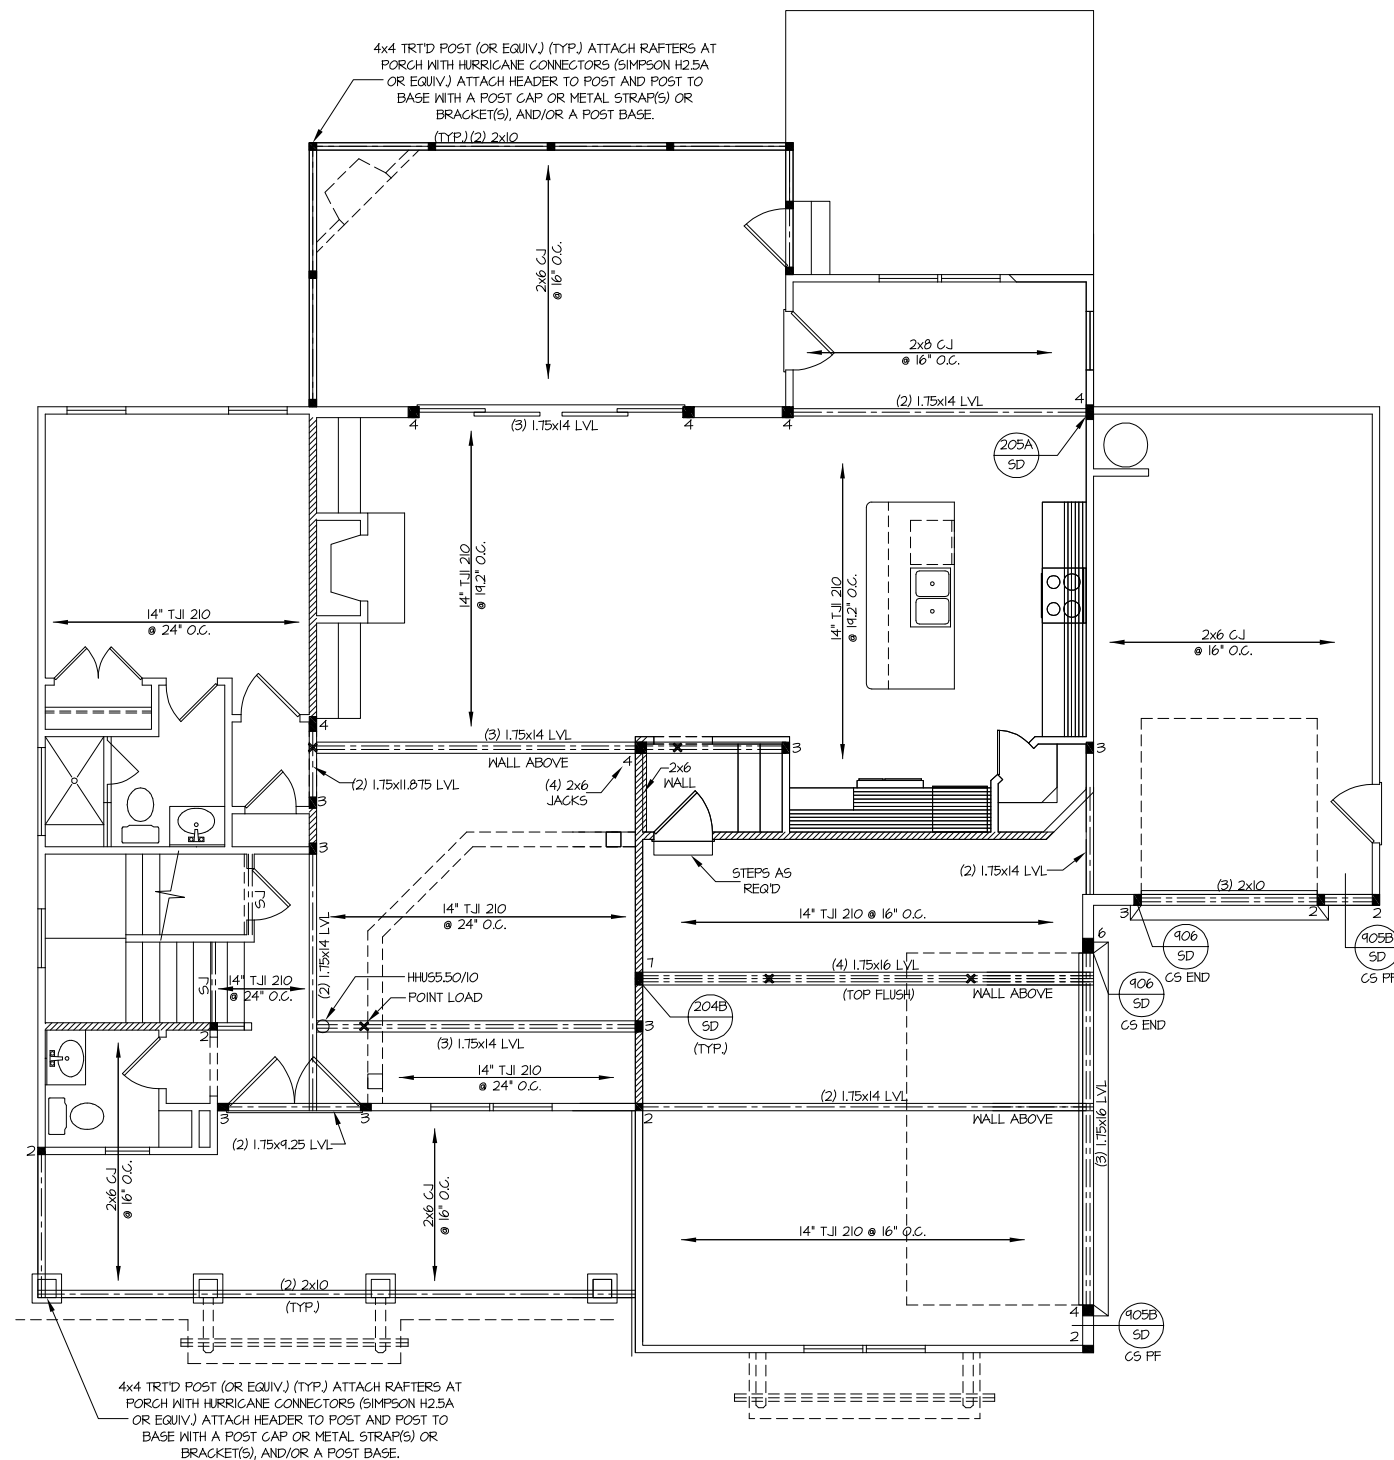 4x4 TRT'D POST (OR EQUIV.) (TYP.) ATTACH RAFTERS AT
PORCH WITH HURRICANE CONNECTORS (SIMPSON H2.5A
OR EQUIV.) ATTACH HEADER TO POST AND POST TO
BASE WITH A POST CAP OR METAL STRAP(S) OR
BRACKET(S), AND/OR A POST BASE.
(TYP.) (2) 2x10
2x6 CJ
@ 16" O.C.
2x8 CJ
@ 16" O.C.
(2) 1.75x14 LVL
4
4
(3) 1.75x14 LVL
4
4
205A
SD
14" TJI 210
@ 19.2" O.C.
14" TJI 210
@ 19.2" O.C.
14" TJI 210
@ 24" O.C.
2x6 CJ
@ 16" O.C.
4
(3) 1.75x14 LVL
WALL ABOVE
3
3
4
2x6
WALL
(4) 2x6
JACKS
(2) 1.75x11.875 LVL
3
3
STEPS AS
REQ'D
(2) 1.75x14 LVL
(3) 2x10
3
2
2
SJ
14" TJI 210
@ 24" O.C.
14" TJI 210 @ 16" O.C.
(2) 1.75x14 LVL
6
906
SD
CS END
905B
SD
CS PF
7
(4) 1.75x16 LVL
(TOP FLUSH)
WALL ABOVE
SJ
14" TJI 210
@ 24" O.C.
HHUS5.50/10
POINT LOAD
906
SD
CS END
204B
SD
(TYP.)
2
3
(3) 1.75x14 LVL
14" TJI 210
@ 24" O.C.
(2) 1.75x14 LVL
WALL ABOVE
3
3
2
(3) 1.75x16 LVL
(2) 1.75x9.25 LVL
2
2x6 CJ
@ 16" O.C.
2x6 CJ
@ 16" O.C.
14" TJI 210 @ 16" O.C.
(2) 2x10
(TYP.)
4
2
905B
SD
CS PF
4x4 TRT'D POST (OR EQUIV.) (TYP.) ATTACH RAFTERS AT
PORCH WITH HURRICANE CONNECTORS (SIMPSON H2.5A
OR EQUIV.) ATTACH HEADER TO POST AND POST TO
BASE WITH A POST CAP OR METAL STRAP(S) OR
BRACKET(S), AND/OR A POST BASE.